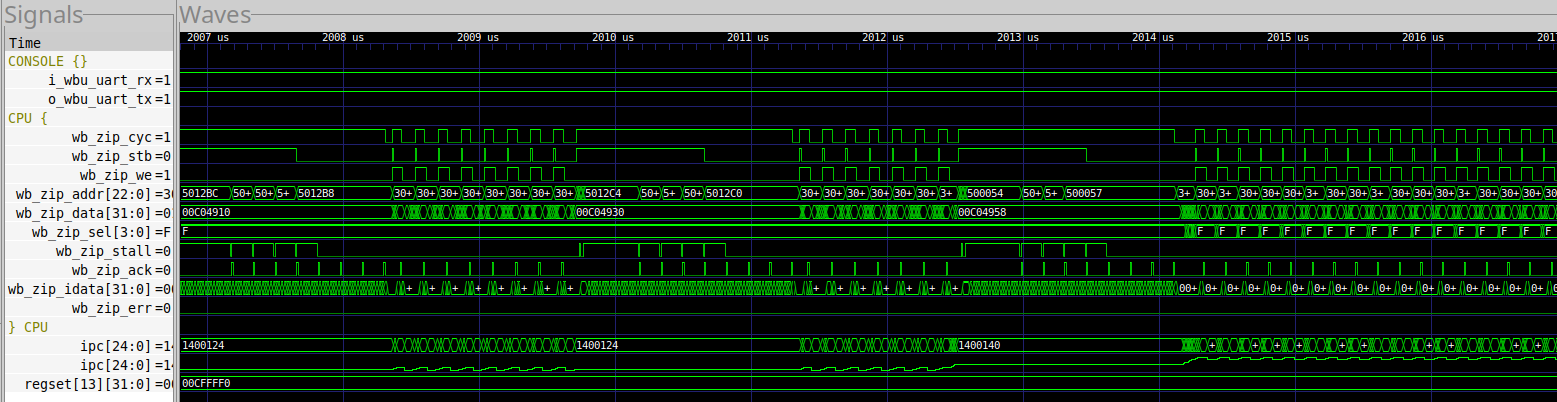 Signals Waves
Time 2007 us 2008 us 2009 us 2010 us 2011 us 2012 us 2013 us 2014 us 2015 us 2016 us 2017
CONSOLE {}
i_wbu_uart_rx =1
o_wbu_uart_tx =1
CPU {
wb_zip_cyc =1
wb_zip_stb =0
wb_zip_we =1
wb_zip_addr[22:0] =30 5012BC 50+ 50+ 5+ 5012B8 30+ 30+ 30+ 30+ 30+ 30+ 30+ 30+ 5012C4 50+ 5+ 50+ 5012C0 30+ 30+ 30+ 30+ 30+ 30+ 3+ 500054 50+ 5+ 500057 3+ 30+ 30+ 3+ 30+ 30+ 3+ 30+ 30+ 3+ 30+ 30+ 3+ 30+ 30+ 30+ 30
wb_zip_data[31:0] =0 00C04910 00C04930 00C04958
wb_zip_sel[3:0] =F F F F F F F F F F F F F F F F F F
wb_zip_stall =0
wb_zip_ack =0
wb_zip_idata[31:0] =00 + + + + + + + + + + + + + + + 00+ 0+ 0+ 0+ 0+ 0+ 0+ 0+ 0+ 0+ 0+ 0+ 0+ 0+ 0+ 0+ 0+ 0
wb_zip_err =0
} CPU
ipc[24:0] =14 1400124 1400124 1400140 + + + + + + + + + +
ipc[24:0] =14
regset[13][31:0] =00 00CFFFF0